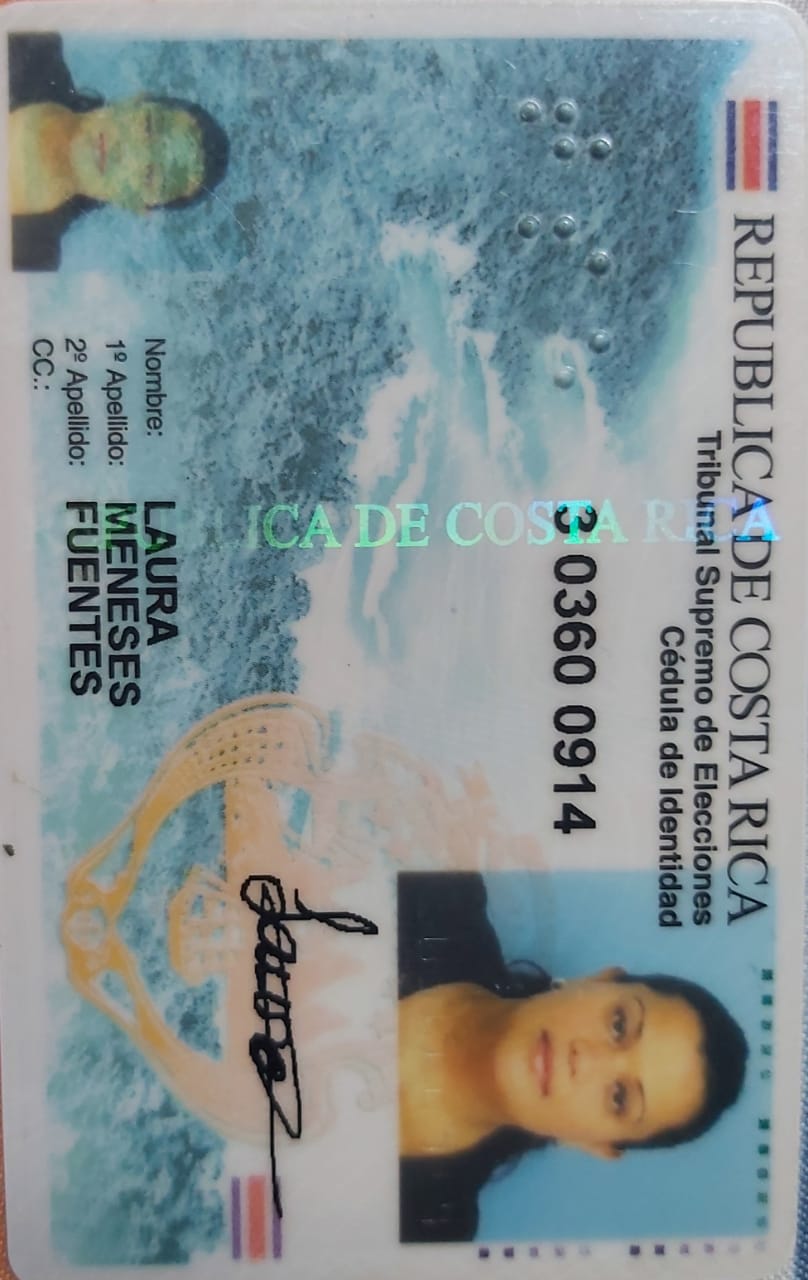 REPUBLICA DE COSTA RICA
Tribunal Supremo de Elecciones
Cédula de Identidad
3 0360 0914
ICA DE COSTA RICA
Nombre: LAURA
1º Apellido: MENESES
2º Apellido: FUENTES
CC.:
Laura